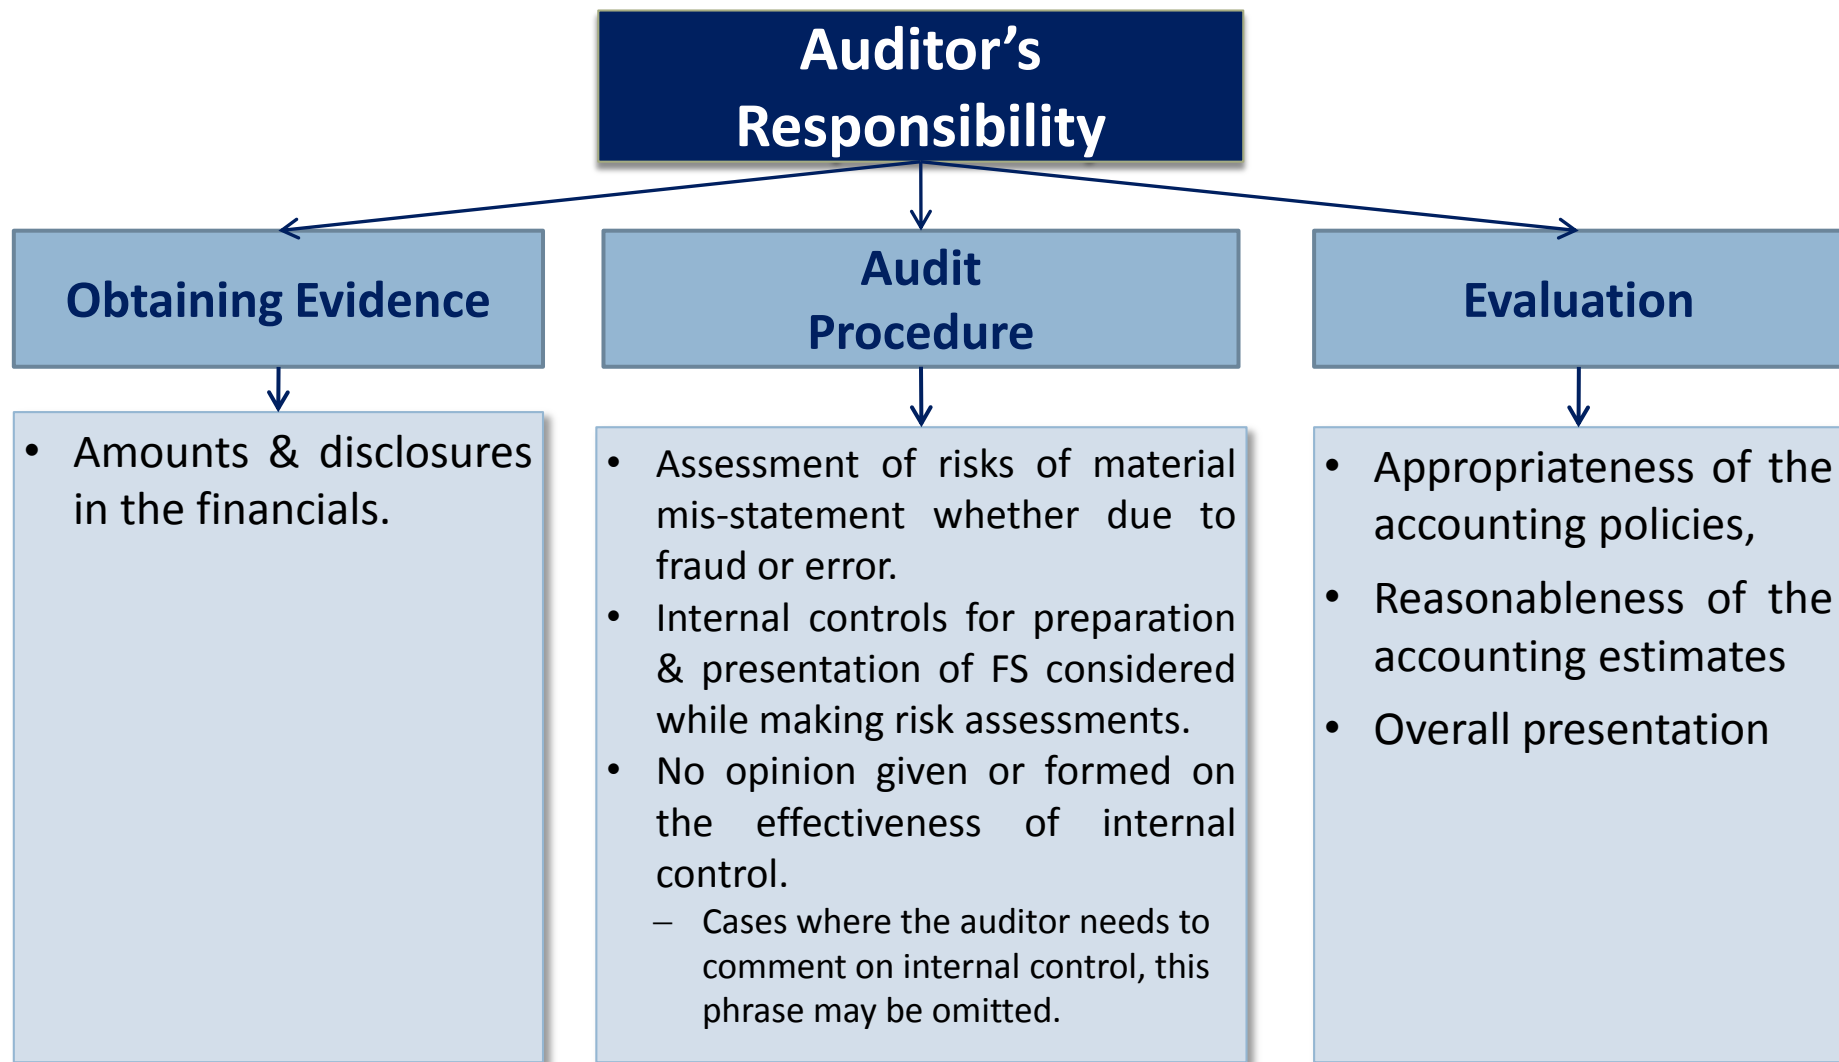 Auditor’s
Responsibility
Obtaining Evidence
Audit
Procedure
Evaluation
• Amounts & disclosures
in the financials.
• Assessment of risks of material
mis-statement whether due to
fraud or error.
• Internal controls for preparation
& presentation of FS considered
while making risk assessments.
• No opinion given or formed on
the effectiveness of internal
control.
– Cases where the auditor needs to
comment on internal control, this
phrase may be omitted.
• Appropriateness of the
accounting policies,
• Reasonableness of the
accounting estimates
• Overall presentation